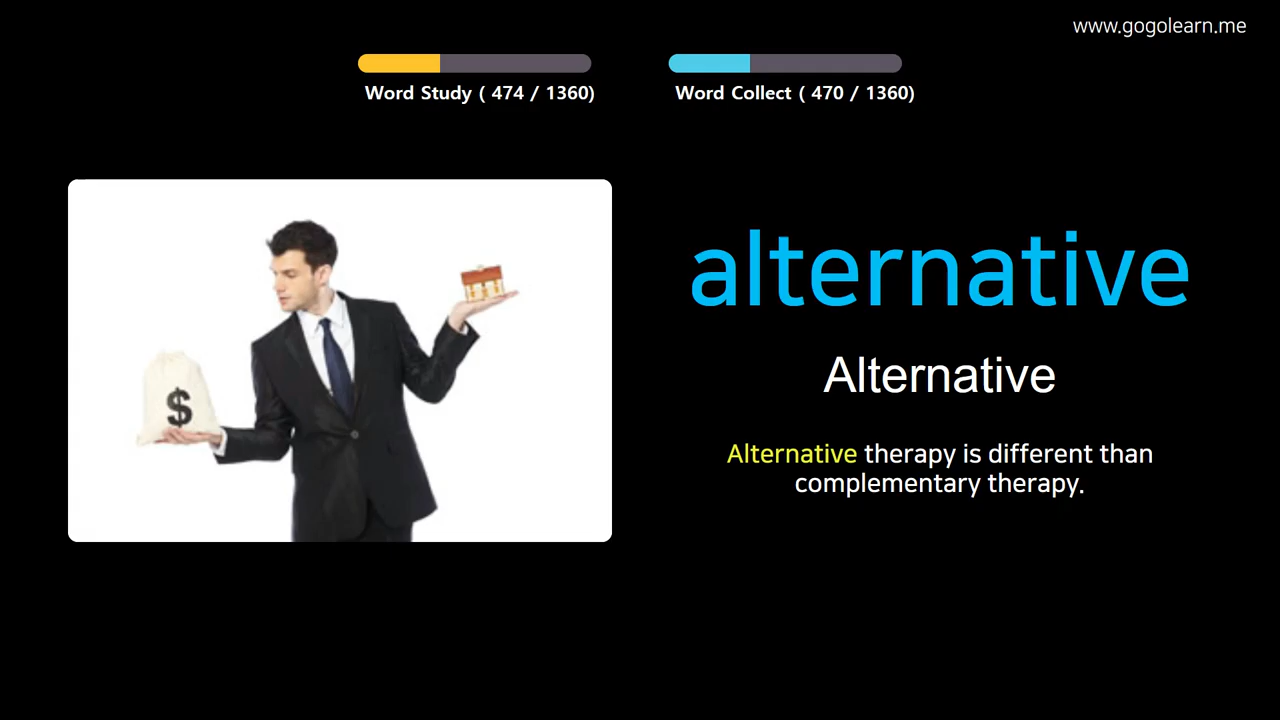 www.gogolearn.me
Word Study ( 474 / 1360)
Word Collect ( 470 / 1360)
$
alternative
Alternative
Alternative therapy is different than
complementary therapy.